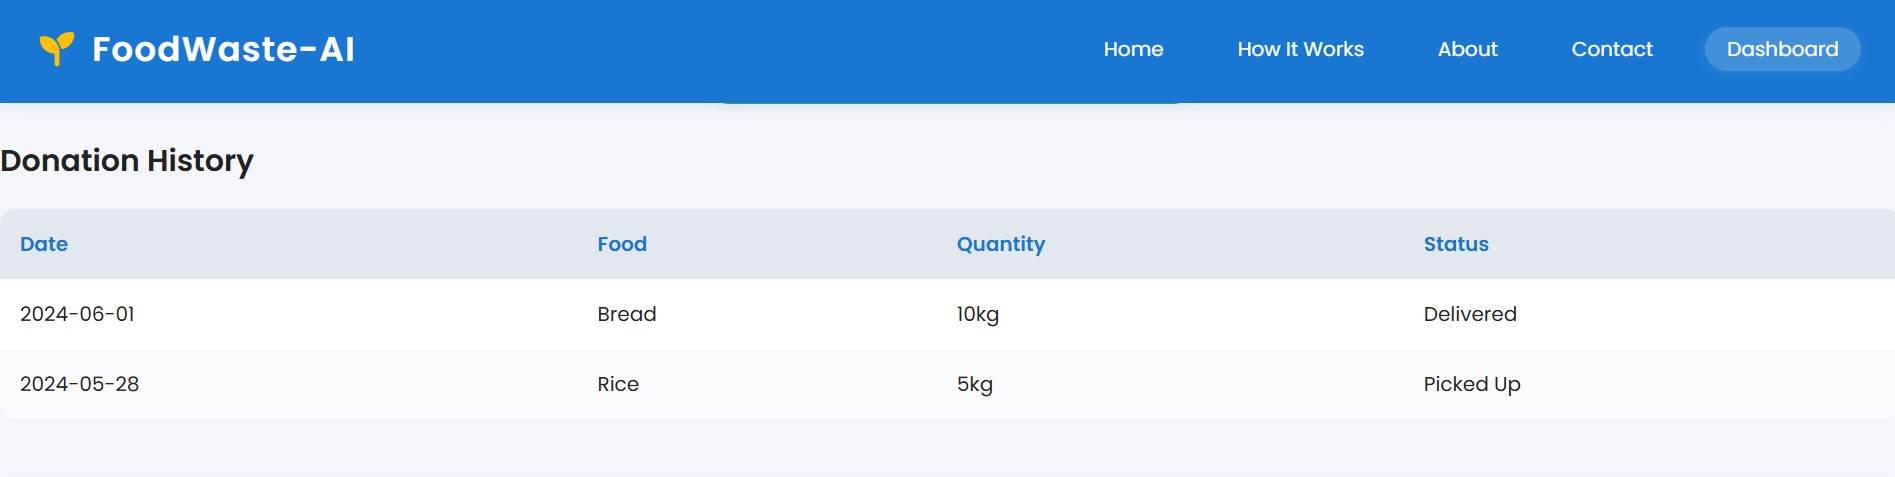 FoodWaste-AI Home How It Works About Contact Dashboard
Donation History
Date Food Quantity Status
2024-06-01 Bread 10kg Delivered
2024-05-28 Rice 5kg Picked Up